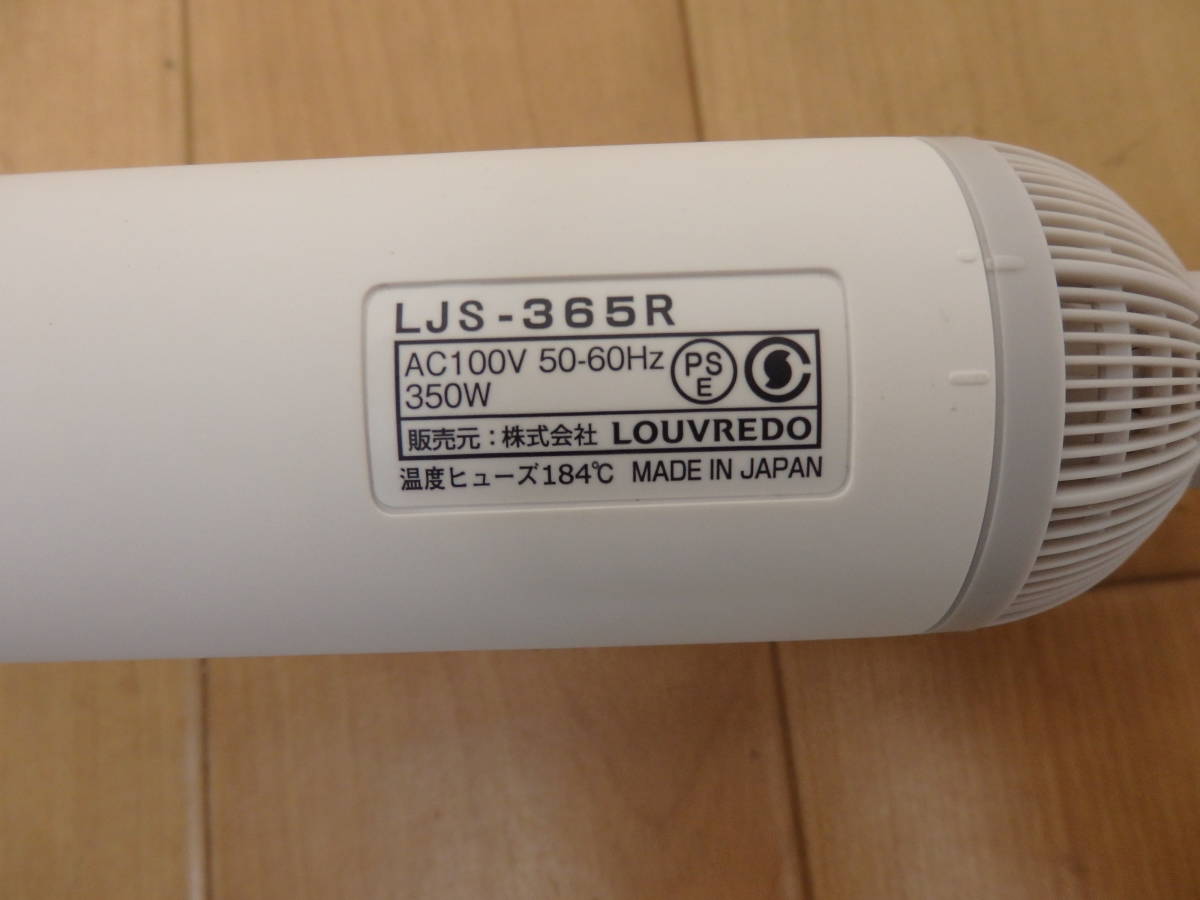 LJS-365R
AC100V 50-60Hz
PS
E
350W
販売元：株式会社 LOUVREDO
温度ヒューズ184℃ MADE IN JAPAN